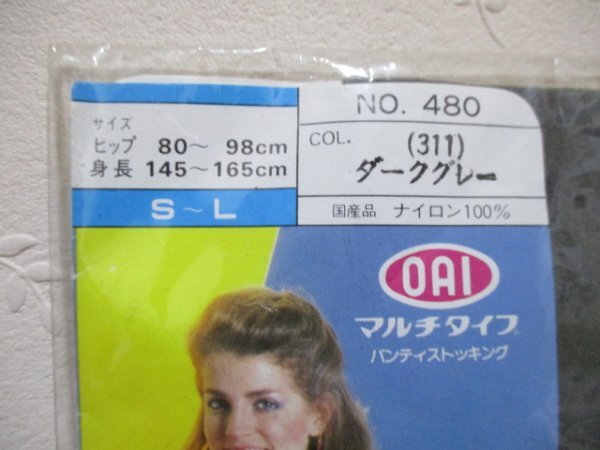 サイズ
ヒップ 80～ 98cm
身長 145～165cm
S～L
NO. 480
COL. (311)
ダークグレー
国産品 ナイロン100%
OAI
マルチタイプ
パンティストッキング